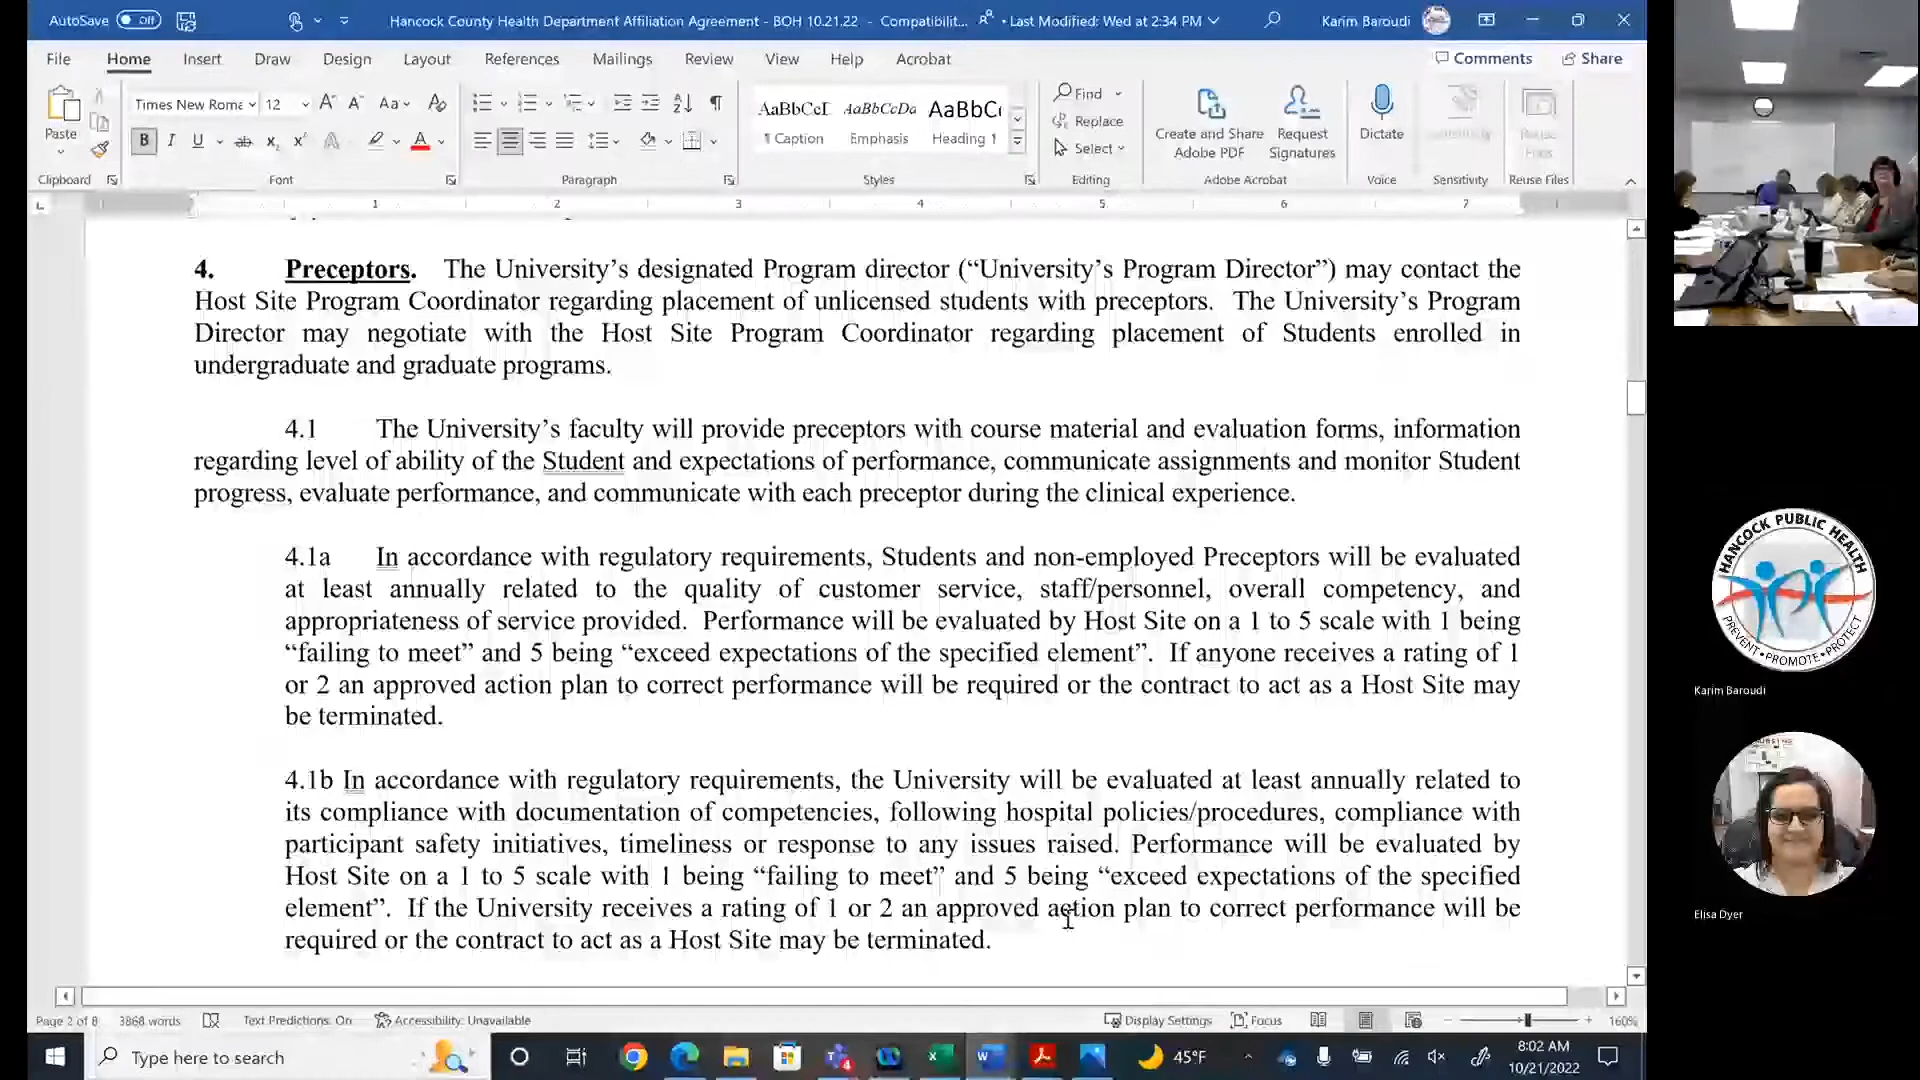 AutoSave Off
Hancock County Health Department Affiliation Agreement - BOH 10.21.22 - Compatibilit... • Last Modified: Wed at 2:34 PM
Karim Baroudi
File Home Insert Draw Design Layout References Mailings Review View Help Acrobat
Comments Share
Times New Roma 12
AaBbCcD AaBbCcDa AaBbCc
Paste
¶ Caption Emphasis Heading 1
Find
Replace
Select
Create and Share
Adobe PDF
Request
Signatures
Dictate
Sensitivity
Reuse
Files
Clipboard Font Paragraph Styles Editing Adobe Acrobat Voice Sensitivity Reuse Files
1 2 3 4 5 6 7
4. Preceptors. The University’s designated Program director (“University’s Program Director”) may contact the
Host Site Program Coordinator regarding placement of unlicensed students with preceptors. The University’s Program
Director may negotiate with the Host Site Program Coordinator regarding placement of Students enrolled in
undergraduate and graduate programs.
4.1 The University’s faculty will provide preceptors with course material and evaluation forms, information
regarding level of ability of the Student and expectations of performance, communicate assignments and monitor Student
progress, evaluate performance, and communicate with each preceptor during the clinical experience.
4.1a In accordance with regulatory requirements, Students and non-employed Preceptors will be evaluated
at least annually related to the quality of customer service, staff/personnel, overall competency, and
appropriateness of service provided. Performance will be evaluated by Host Site on a 1 to 5 scale with 1 being
“failing to meet” and 5 being “exceed expectations of the specified element”. If anyone receives a rating of 1
or 2 an approved action plan to correct performance will be required or the contract to act as a Host Site may
be terminated.
4.1b In accordance with regulatory requirements, the University will be evaluated at least annually related to
its compliance with documentation of competencies, following hospital policies/procedures, compliance with
participant safety initiatives, timeliness or response to any issues raised. Performance will be evaluated by
Host Site on a 1 to 5 scale with 1 being “failing to meet” and 5 being “exceed expectations of the specified
element”. If the University receives a rating of 1 or 2 an approved action plan to correct performance will be
required or the contract to act as a Host Site may be terminated.
Page 2 of 8 3868 words Text Predictions: On Accessibility: Unavailable
Display Settings Focus 160%
Type here to search
45°F
8:02 AM
10/21/2022
HANCOCK PUBLIC HEALTH
PREVENT • PROMOTE • PROTECT
Karim Baroudi
Elisa Dyer